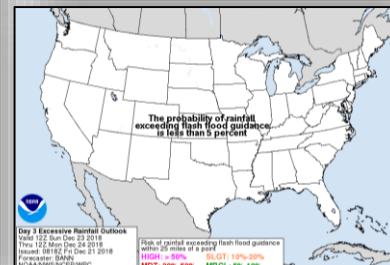 The probability of rainfall
exceeding flash flood guidance
is less than 5 percent
noaa
Day 3 Excessive Rainfall Outlook
Valid 12Z Sun Dec 23 2018
Thru 12Z Mon Dec 24 2018
Issued: 0818Z Fri Dec 21 2018
Forecaster: BANN
Risk of rainfall exceeding flash flood guidance
within 25 miles of a point
HIGH: > 50%
SLGT: 10%-20%